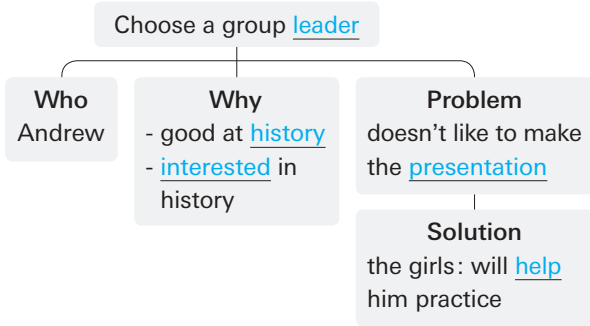 Choose a group leader
Who
Andrew
Why
- good at history
- interested in
history
Problem
doesn't like to make
the presentation
Solution
the girls: will help
him practice